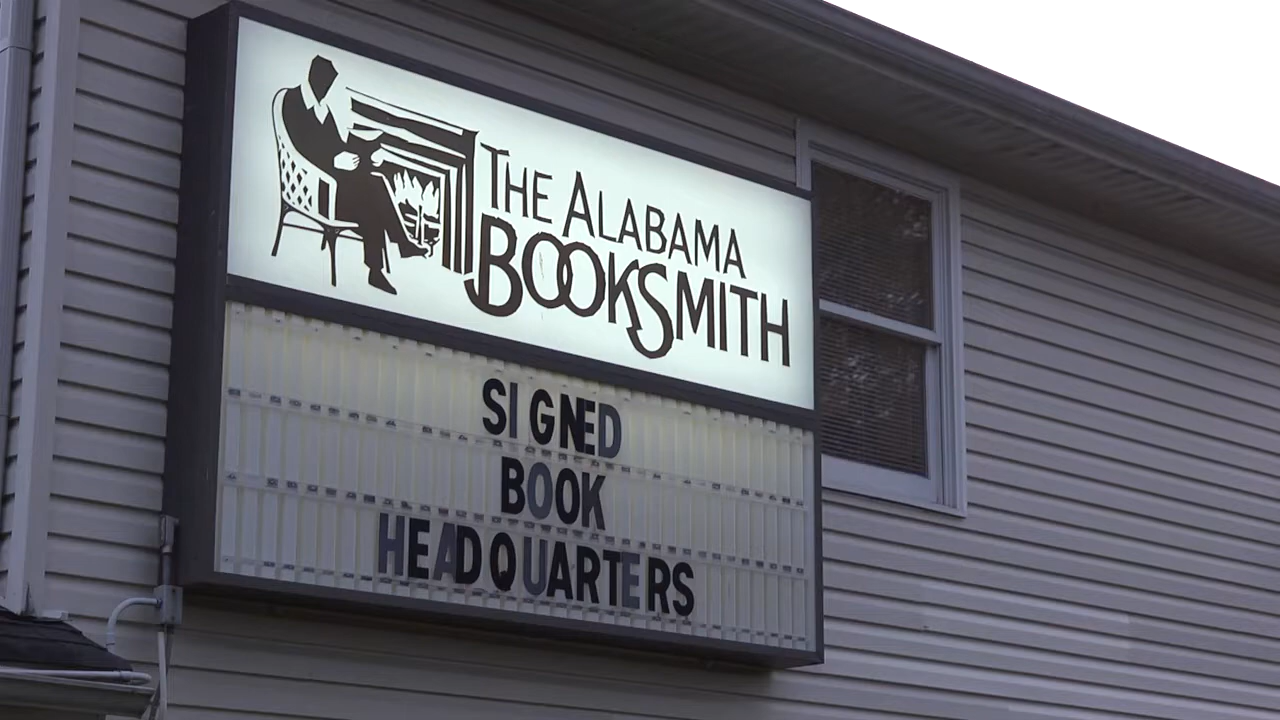 THE ALABAMA
BOOKSMITH
SIGNED
BOOK
HEADQUARTERS